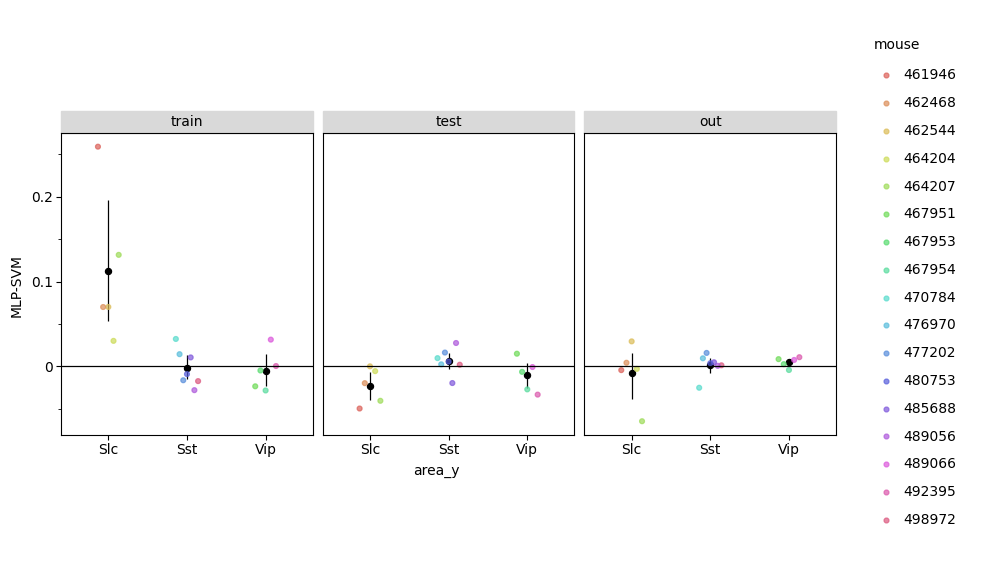 mouse
461946
462468
462544
464204
464207
467951
467953
467954
470784
476970
477202
480753
485688
489056
489066
492395
498972
train
test
out
0.2
0.1
0
MLP-SVM
Slc
Sst
Vip
Slc
Sst
Vip
Slc
Sst
Vip
area_y